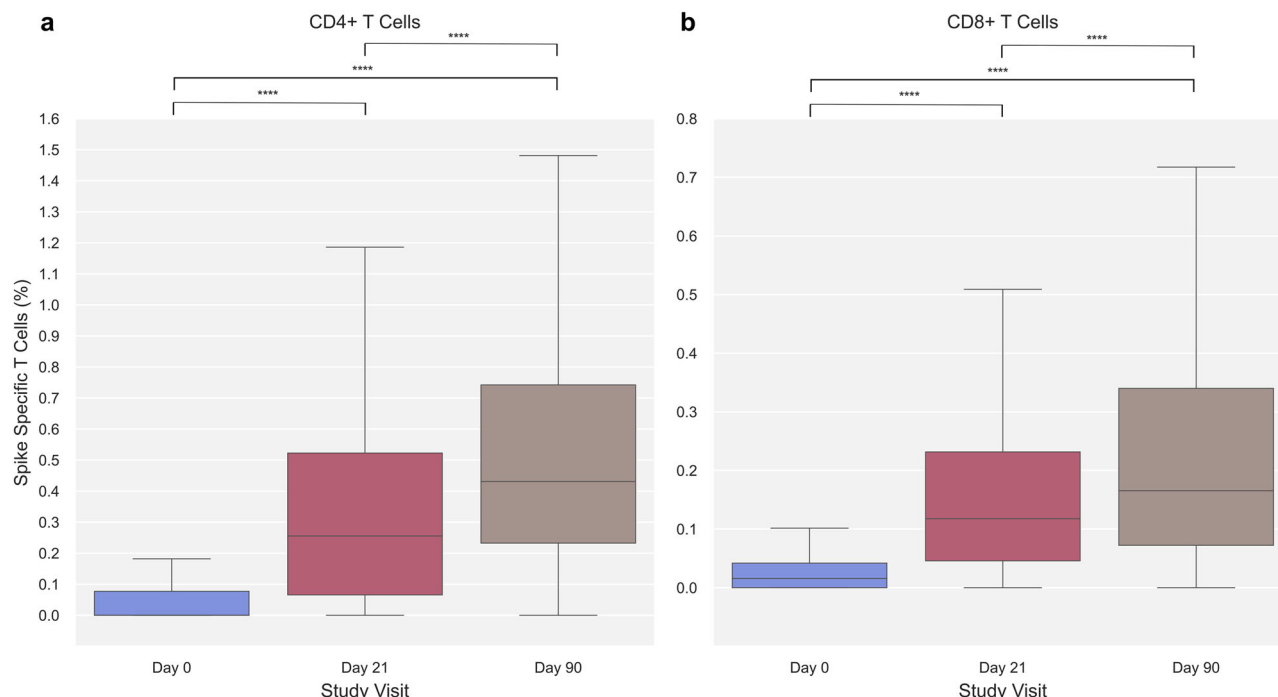 a
CD4+ T Cells
****
****
****
1.6
1.5
1.4
1.3
1.2
1.1
1.0
0.9
0.8
0.7
0.6
0.5
0.4
0.3
0.2
0.1
0.0
Spike Specific T Cells (%)
Day 0
Day 21
Day 90
Study Visit
b
CD8+ T Cells
****
****
****
0.8
0.7
0.6
0.5
0.4
0.3
0.2
0.1
0.0
Day 0
Day 21
Day 90
Study Visit